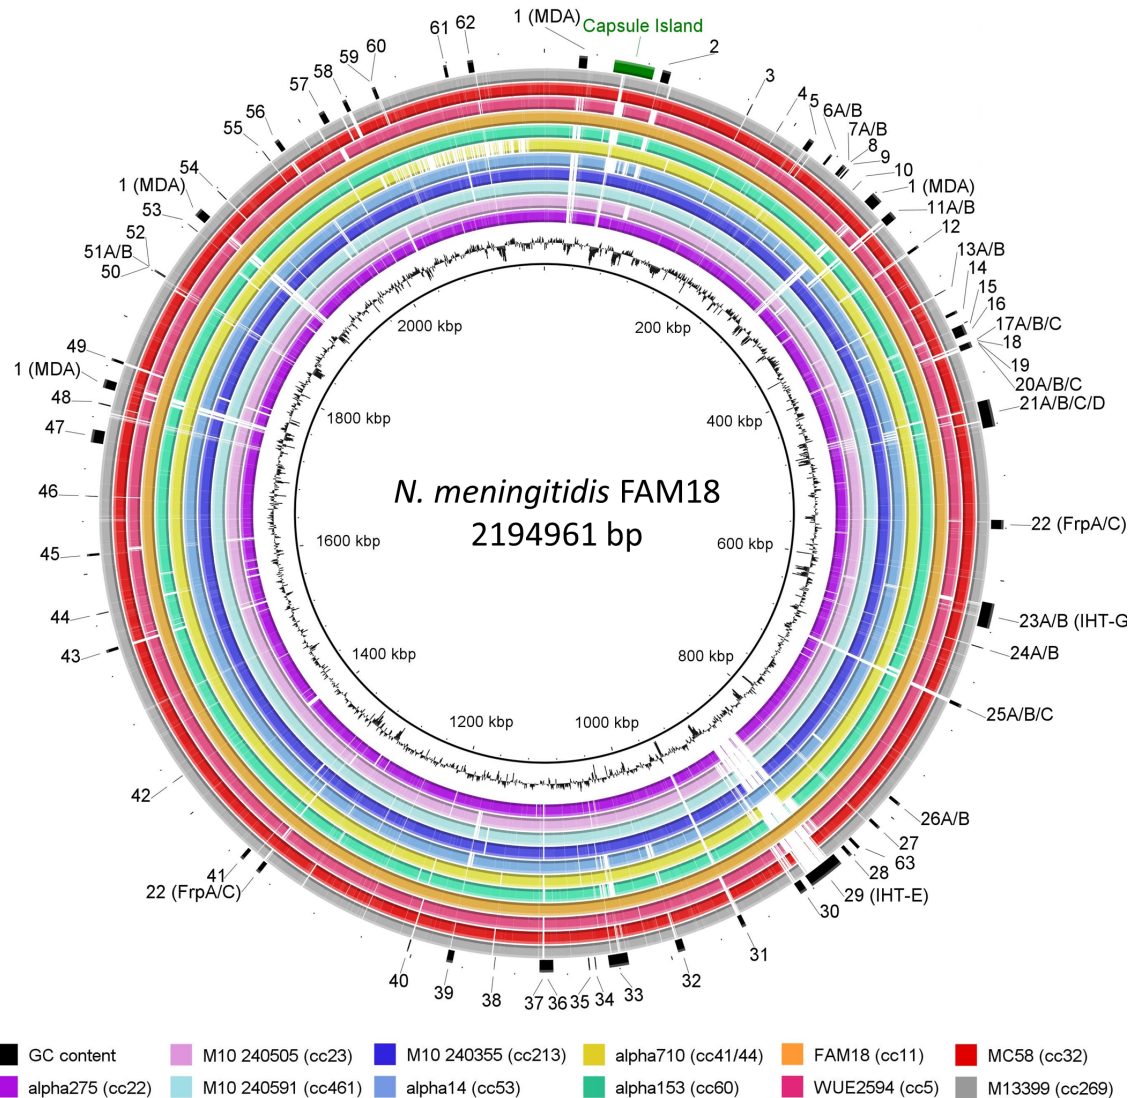 61
62
1 (MDA)
Capsule Island
2
3
4
5
6A/B
7A/B
8
9
10
1 (MDA)
11A/B
12
13A/B
14
15
16
17A/B/C
18
19
20A/B/C
21A/B/C/D
22 (FrpA/C)
23A/B (IHT-G
24A/B
25A/B/C
26A/B
27
63
28
29 (IHT-E)
30
31
32
33
34
35
36
37
38
39
40
41
22 (FrpA/C)
42
43
44
45
46
47
48
1 (MDA)
49
50
51A/B
52
53
1 (MDA)
54
55
56
57
58
59
60
200 kbp
400 kbp
600 kbp
800 kbp
1000 kbp
1200 kbp
1400 kbp
1600 kbp
1800 kbp
2000 kbp
N. meningitidis FAM18
2194961 bp
GC content
M10 240505 (cc23)
M10 240355 (cc213)
alpha710 (cc41/44)
FAM18 (cc11)
MC58 (cc32)
alpha275 (cc22)
M10 240591 (cc461)
alpha14 (cc53)
alpha153 (cc60)
WUE2594 (cc5)
M13399 (cc269)